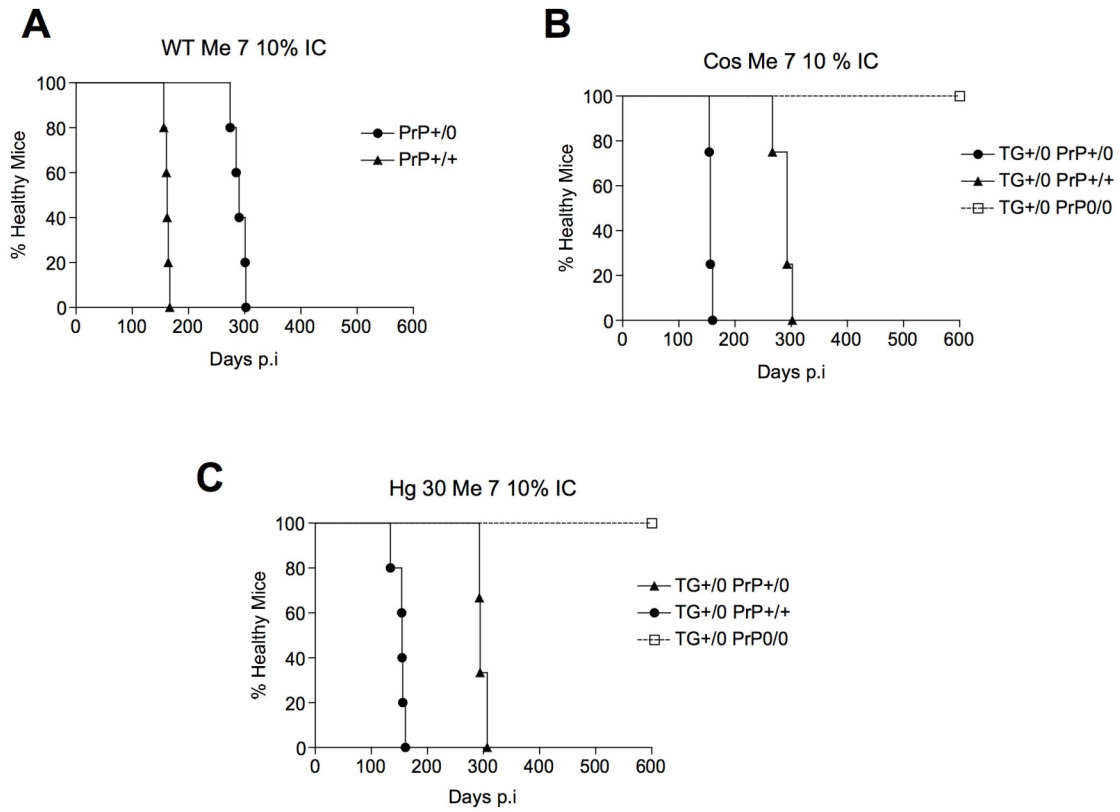 A
WT Me 7 10% IC
% Healthy Mice
100
80
60
40
20
0
0 100 200 300 400 500 600
Days p.i
PrP+/0
PrP+/+
B
Cos Me 7 10 % IC
% Healthy Mice
100
80
60
40
20
0
0 100 200 300 400 500 600
Days p.i
TG+/0 PrP+/0
TG+/0 PrP+/+
TG+/0 PrP0/0
C
Hg 30 Me 7 10% IC
% Healthy Mice
100
80
60
40
20
0
0 100 200 300 400 500 600
Days p.i
TG+/0 PrP+/0
TG+/0 PrP+/+
TG+/0 PrP0/0